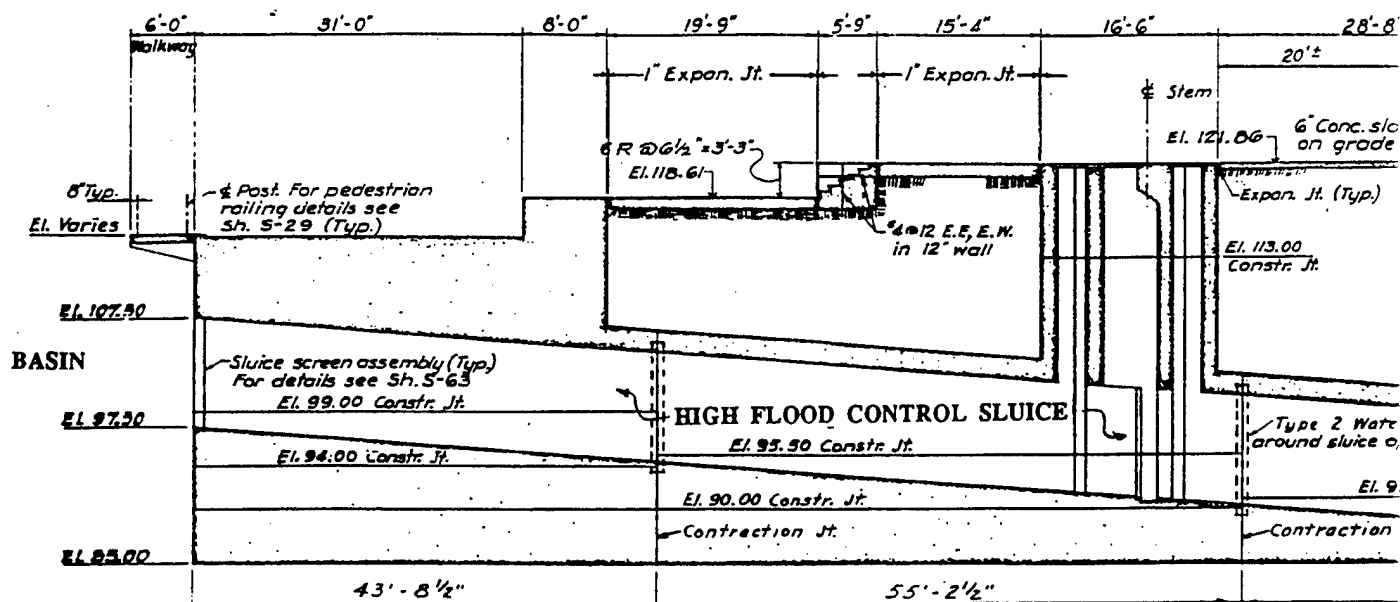 6'-0" 31'-0" 8'-0" 19'-9" 5'-9" 15'-4" 16'-6" 28'-8
Walkway
20'±
1" Expan. Jt. 1" Expan. Jt.
℄ Stem
6 R @ 6½" = 3'-3"
El. 121.86
6" Conc. sla
on grade
El. 118.61
8" Typ.
℄ Post. For pedestrian
railing details see
Sh. S-29 (Typ.)
El. Varies
Expan. Jt. (Typ.)
#4@12 E.F., E.W.
in 12" wall
El. 113.00
Constr. Jt.
El. 107.50
BASIN
Sluice screen assembly (Typ.)
For details see Sh. S-63
El. 99.00 Constr. Jt.
HIGH FLOOD CONTROL SLUICE
El. 97.50
Type 2 Wate
around sluice o
El. 95.50 Constr. Jt.
El. 94.00 Constr. Jt.
El. 90.00 Constr. Jt.
El. 9
Contraction Jt.
Contraction
El. 85.00
43'-8½" 55'-2½"